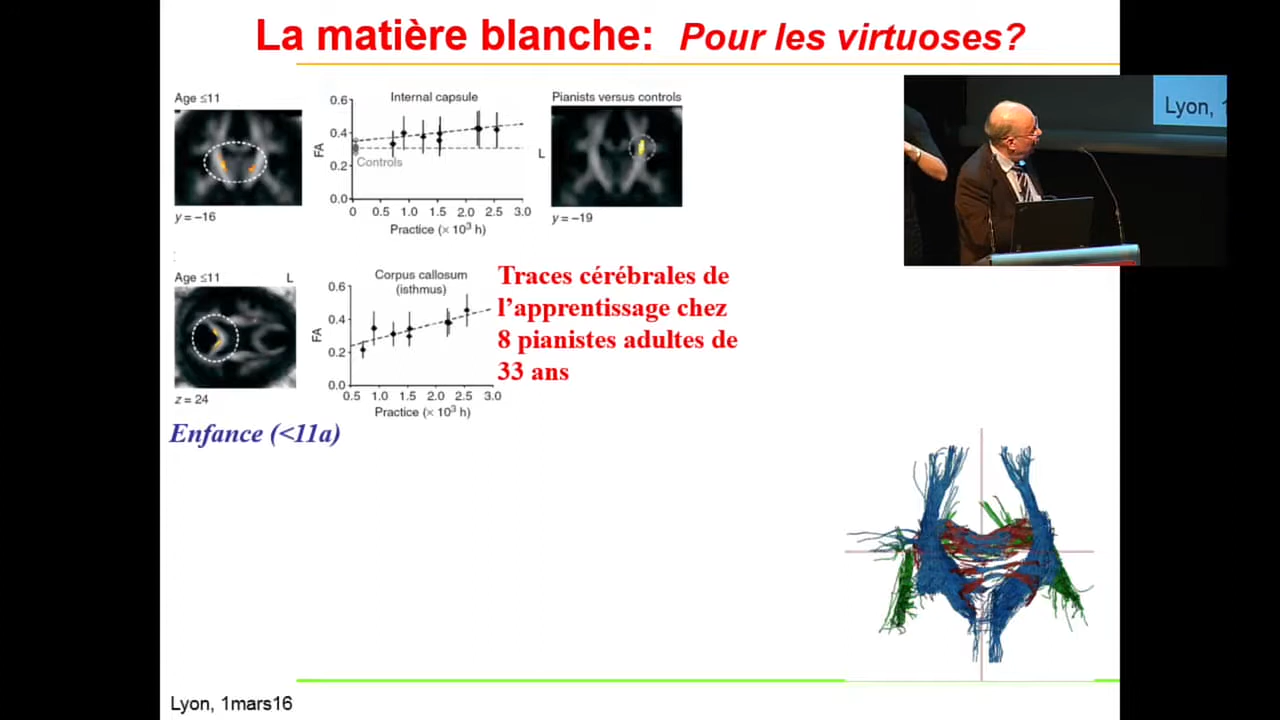 La matière blanche: Pour les virtuoses?
Age ≤11
y = −16
Internal capsule
FA
0.6
0.4
0.2
0.0
Controls
0 0.5 1.0 1.5 2.0 2.5 3.0
Practice (× 10³ h)
Pianists versus controls
L
y = −19
Lyon, 1
Age ≤11 L
z = 24
Corpus callosum
(isthmus)
FA
0.6
0.4
0.2
0.0
0.5 1.0 1.5 2.0 2.5 3.0
Practice (× 10³ h)
Traces cérébrales de
l’apprentissage chez
8 pianistes adultes de
33 ans
Enfance (<11a)
Lyon, 1mars16